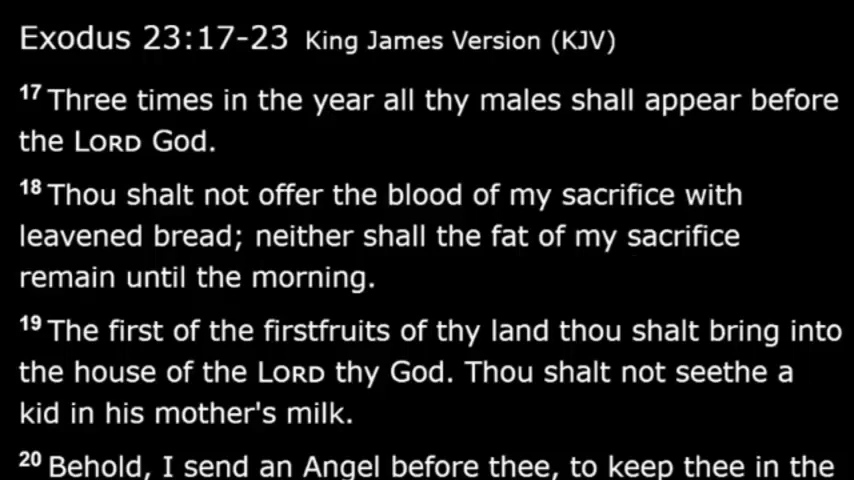 Exodus 23:17-23 King James Version (KJV)
17 Three times in the year all thy males shall appear before
the LORD God.
18 Thou shalt not offer the blood of my sacrifice with
leavened bread; neither shall the fat of my sacrifice
remain until the morning.
19 The first of the firstfruits of thy land thou shalt bring into
the house of the LORD thy God. Thou shalt not seethe a
kid in his mother's milk.
20 Behold, I send an Angel before thee, to keep thee in the